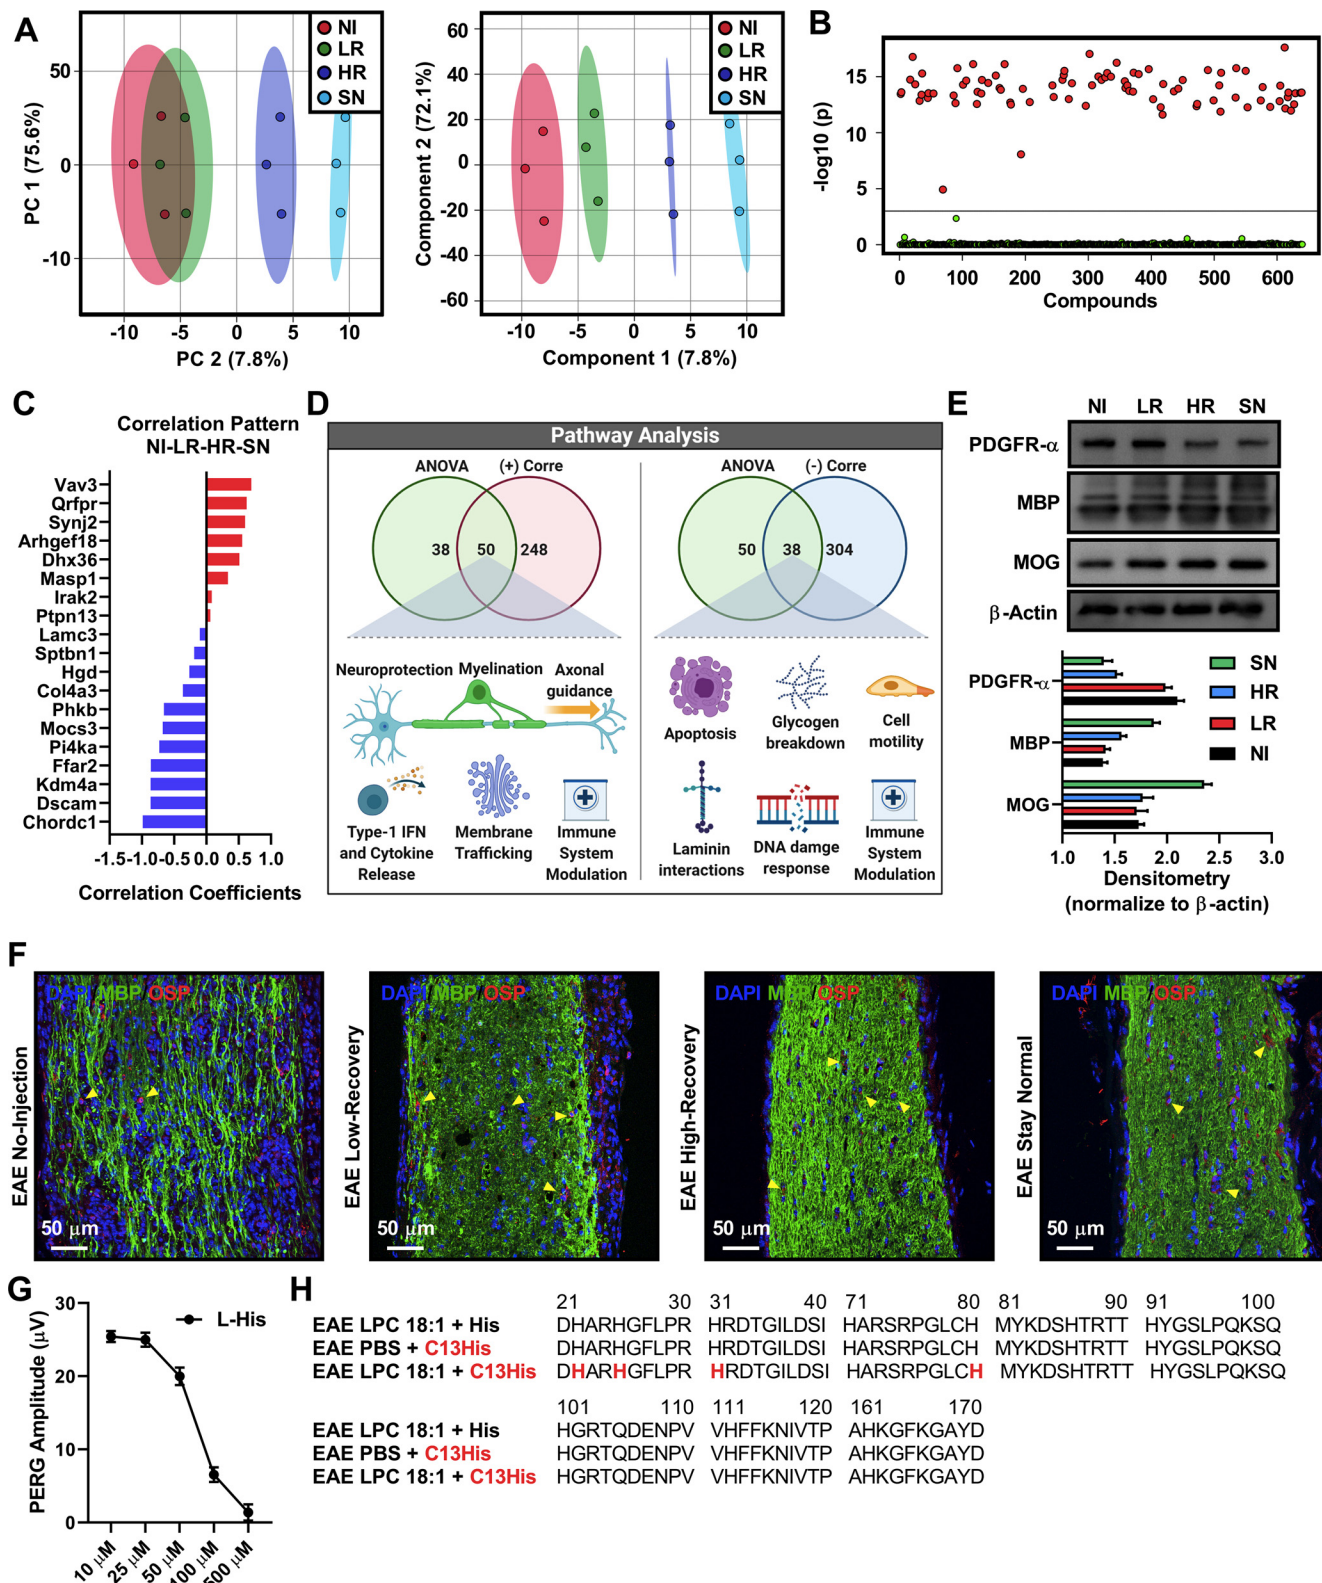 A
NI
LR
HR
SN
50
0
-10
PC 1 (75.6%)
-10 -5 0 5 10
PC 2 (7.8%)
NI
LR
HR
SN
60
40
20
0
-20
-40
-60
Component 2 (72.1%)
-10 -5 0 5 10
Component 1 (7.8%)
B
15
10
5
0
-log10 (p)
0 100 200 300 400 500 600
Compounds
C
Correlation Pattern
NI-LR-HR-SN
Vav3
Qrfpr
Synj2
Arhgef18
Dhx36
Masp1
Irak2
Ptpn13
Lamc3
Sptbn1
Hgd
Col4a3
Phkb
Mocs3
Pi4ka
Ffar2
Kdm4a
Dscam
Chordc1
-1.5 -1.0 -0.5 0.0 0.5 1.0
Correlation Coefficients
D
Pathway Analysis
ANOVA (+) Corre
38 50 248
Neuroprotection Myelination Axonal
guidance
Type-1 IFN
and Cytokine
Release
Membrane
Trafficking
Immune
System
Modulation
ANOVA (-) Corre
50 38 304
Apoptosis
Glycogen
breakdown
Cell
motility
Laminin
interactions
DNA damge
response
Immune
System
Modulation
E
NI LR HR SN
PDGFR-α
MBP
MOG
β-Actin
PDGFR-α
MBP
MOG
SN
HR
LR
NI
1.0 1.5 2.0 2.5 3.0
Densitometry
(normalize to β-actin)
F
EAE No-Injection
DAPI MBP OSP
50 μm
EAE Low-Recovery
DAPI MBP OSP
50 μm
EAE High-Recovery
DAPI MBP OSP
50 μm
EAE Stay Normal
DAPI MBP OSP
50 μm
G
30
20
10
0
PERG Amplitude (μV)
L-His
10 μM
25 μM
50 μM
100 μM
500 μM
H
21 30 31 40 71 80 81 90 91 100
EAE LPC 18:1 + His DHARHGFLPR HRDTGILDSI HARSRPGLCH MYKDSHTRTT HYGSLPQKSQ
EAE PBS + C13His DHARHGFLPR HRDTGILDSI HARSRPGLCH MYKDSHTRTT HYGSLPQKSQ
EAE LPC 18:1 + C13His DHARHGFLPR HRDTGILDSI HARSRPGLCH MYKDSHTRTT HYGSLPQKSQ
101 110 111 120 161 170
EAE LPC 18:1 + His HGRTQDENPV VHFFKNIVTP AHKGFKGAYD
EAE PBS + C13His HGRTQDENPV VHFFKNIVTP AHKGFKGAYD
EAE LPC 18:1 + C13His HGRTQDENPV VHFFKNIVTP AHKGFKGAYD